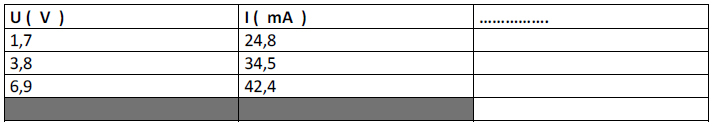 U ( V ) I ( mA ) …………….
1,7 24,8
3,8 34,5
6,9 42,4